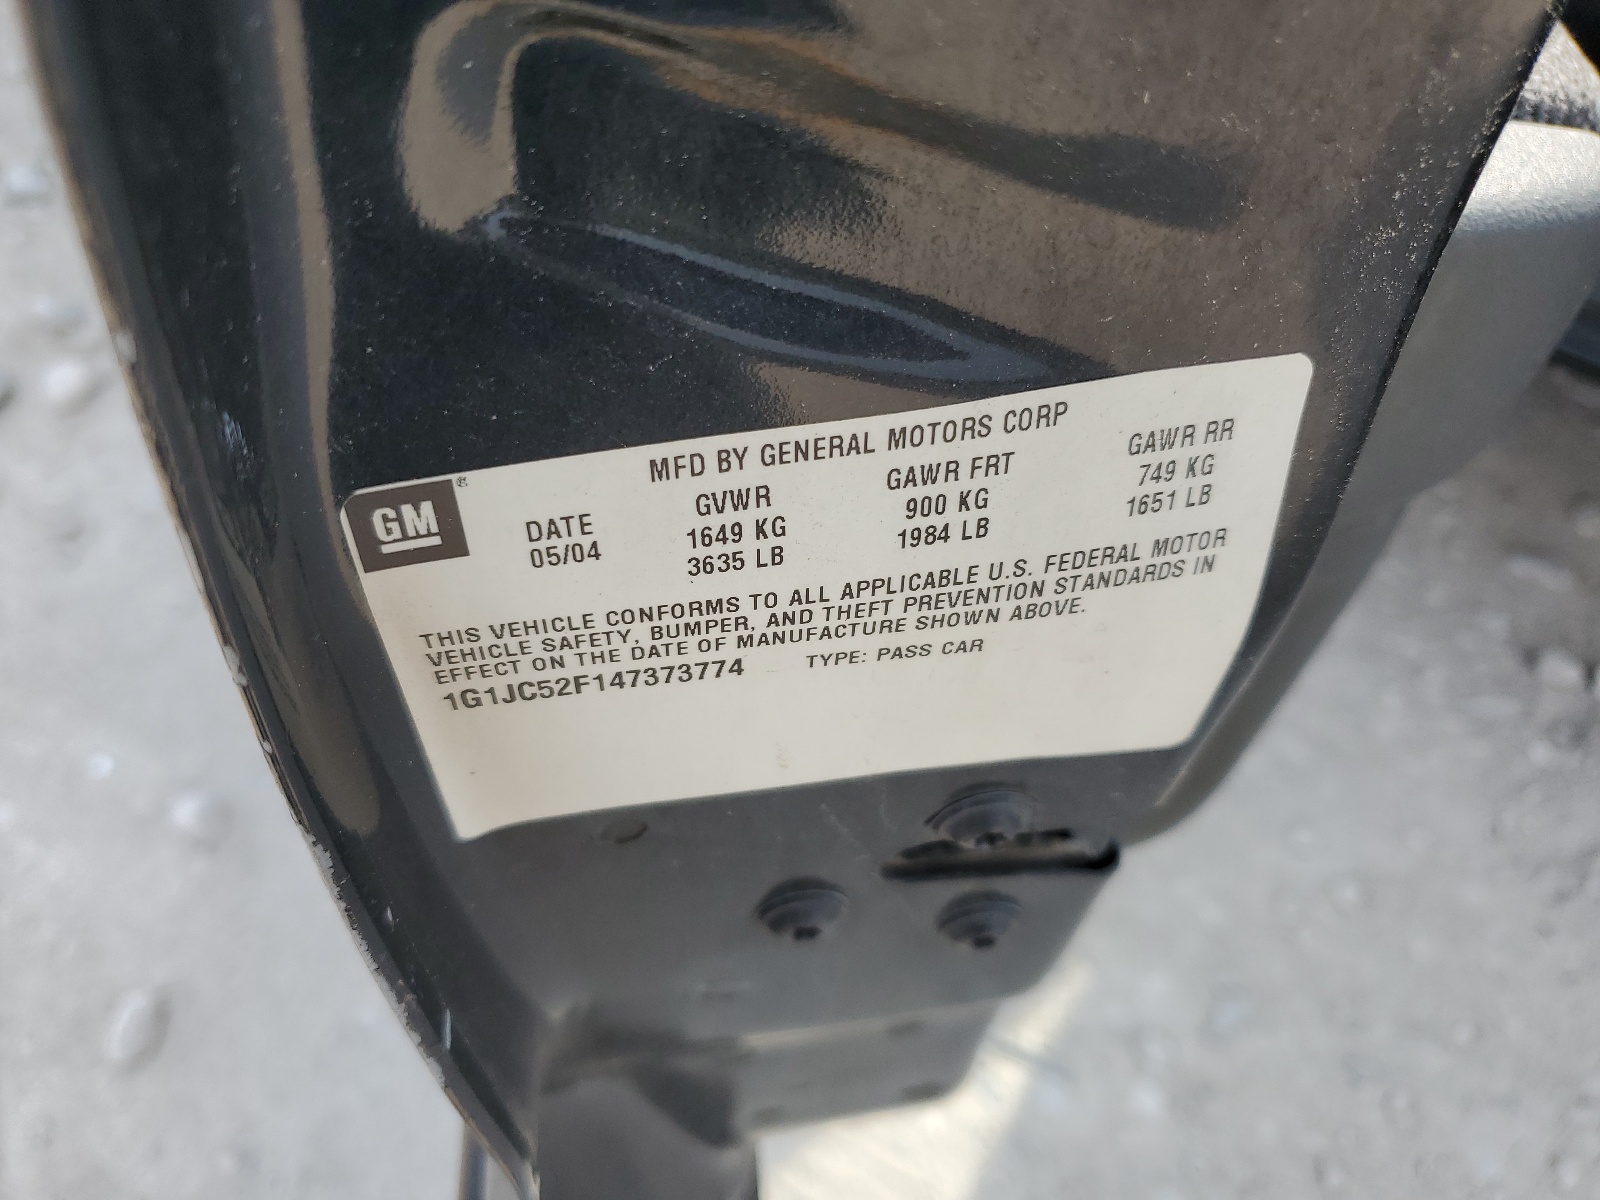 GM®
MFD BY GENERAL MOTORS CORP
DATE GVWR GAWR FRT GAWR RR
05/04 1649 KG 900 KG 749 KG
3635 LB 1984 LB 1651 LB
THIS VEHICLE CONFORMS TO ALL APPLICABLE U.S. FEDERAL MOTOR
VEHICLE SAFETY, BUMPER, AND THEFT PREVENTION STANDARDS IN
EFFECT ON THE DATE OF MANUFACTURE SHOWN ABOVE.
1G1JC52F147373774 TYPE: PASS CAR